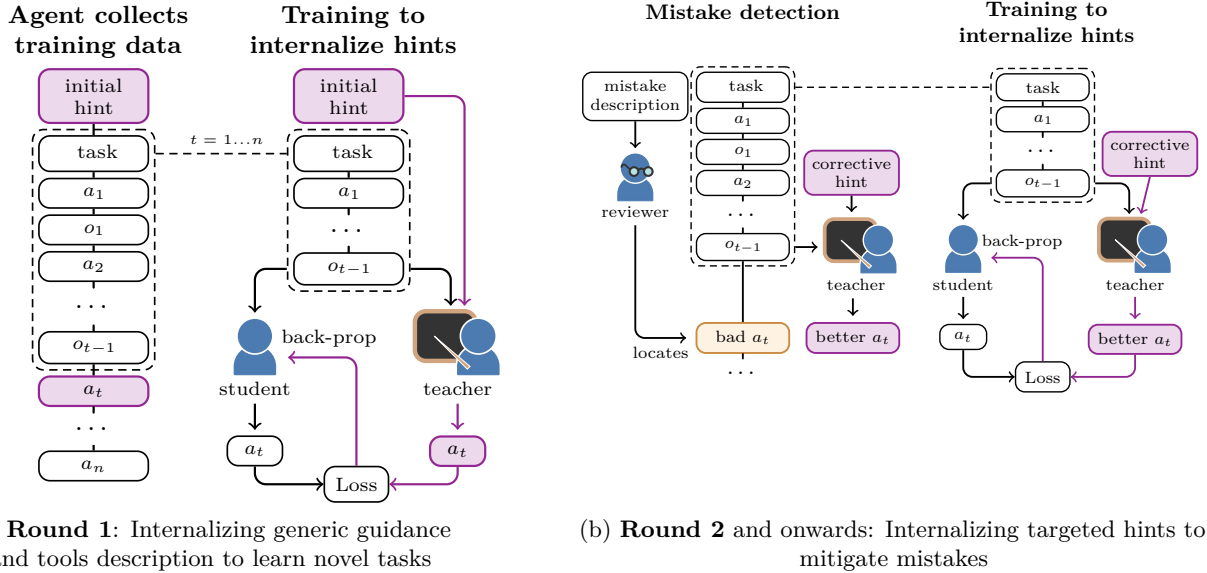 Agent collects
training data
initial
hint
task
a₁
o₁
a₂
...
oₜ₋₁
aₜ
...
aₙ
t = 1...n
Training to
internalize hints
initial
hint
task
a₁
...
oₜ₋₁
back-prop
student
teacher
aₜ
aₜ
Loss
Round 1: Internalizing generic guidance
nd tools description to learn novel tasks
Mistake detection
mistake
description
reviewer
locates
task
a₁
o₁
a₂
...
oₜ₋₁
bad aₜ
...
corrective
hint
teacher
better aₜ
Training to
internalize hints
task
a₁
...
oₜ₋₁
corrective
hint
back-prop
student
teacher
aₜ
better aₜ
Loss
(b) Round 2 and onwards: Internalizing targeted hints to
mitigate mistakes